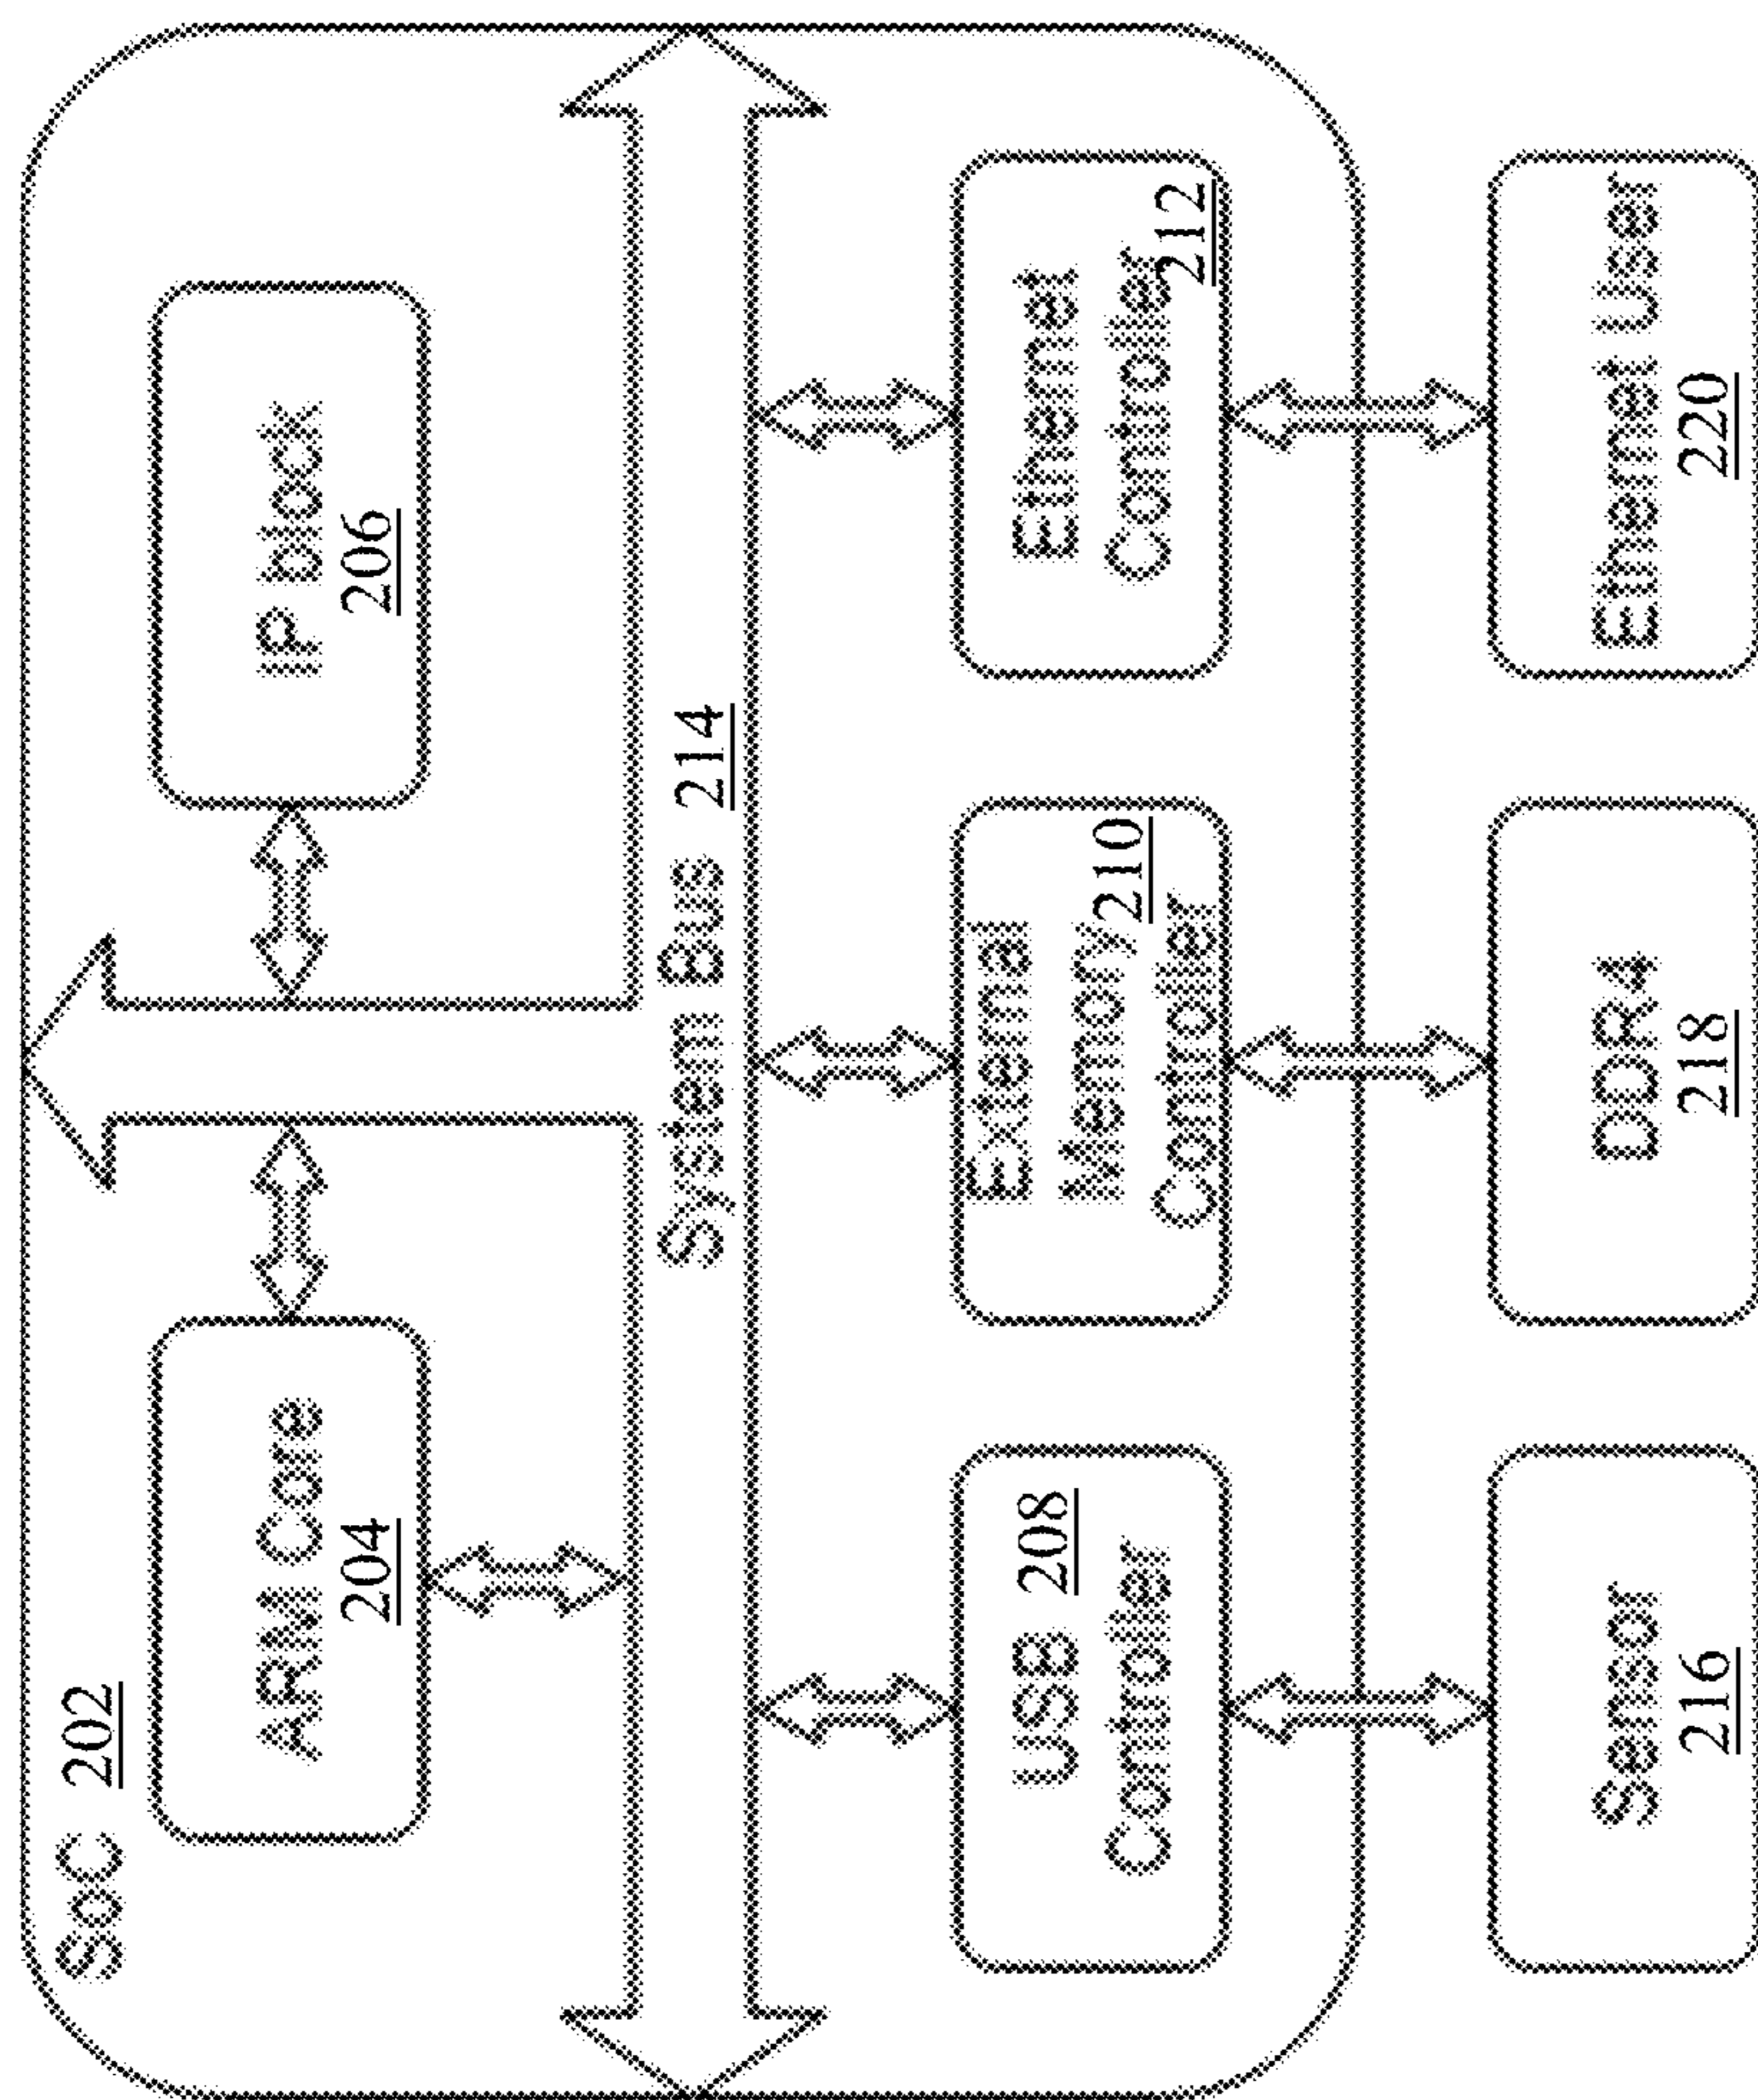 SoC 202
ARM Core
204
IP block
206
System Bus 214
USB 208
Controller
External
Memory 210
Controller
Ethernet
Controller
212
Sensor
216
DDR4
218
Ethernet User
220